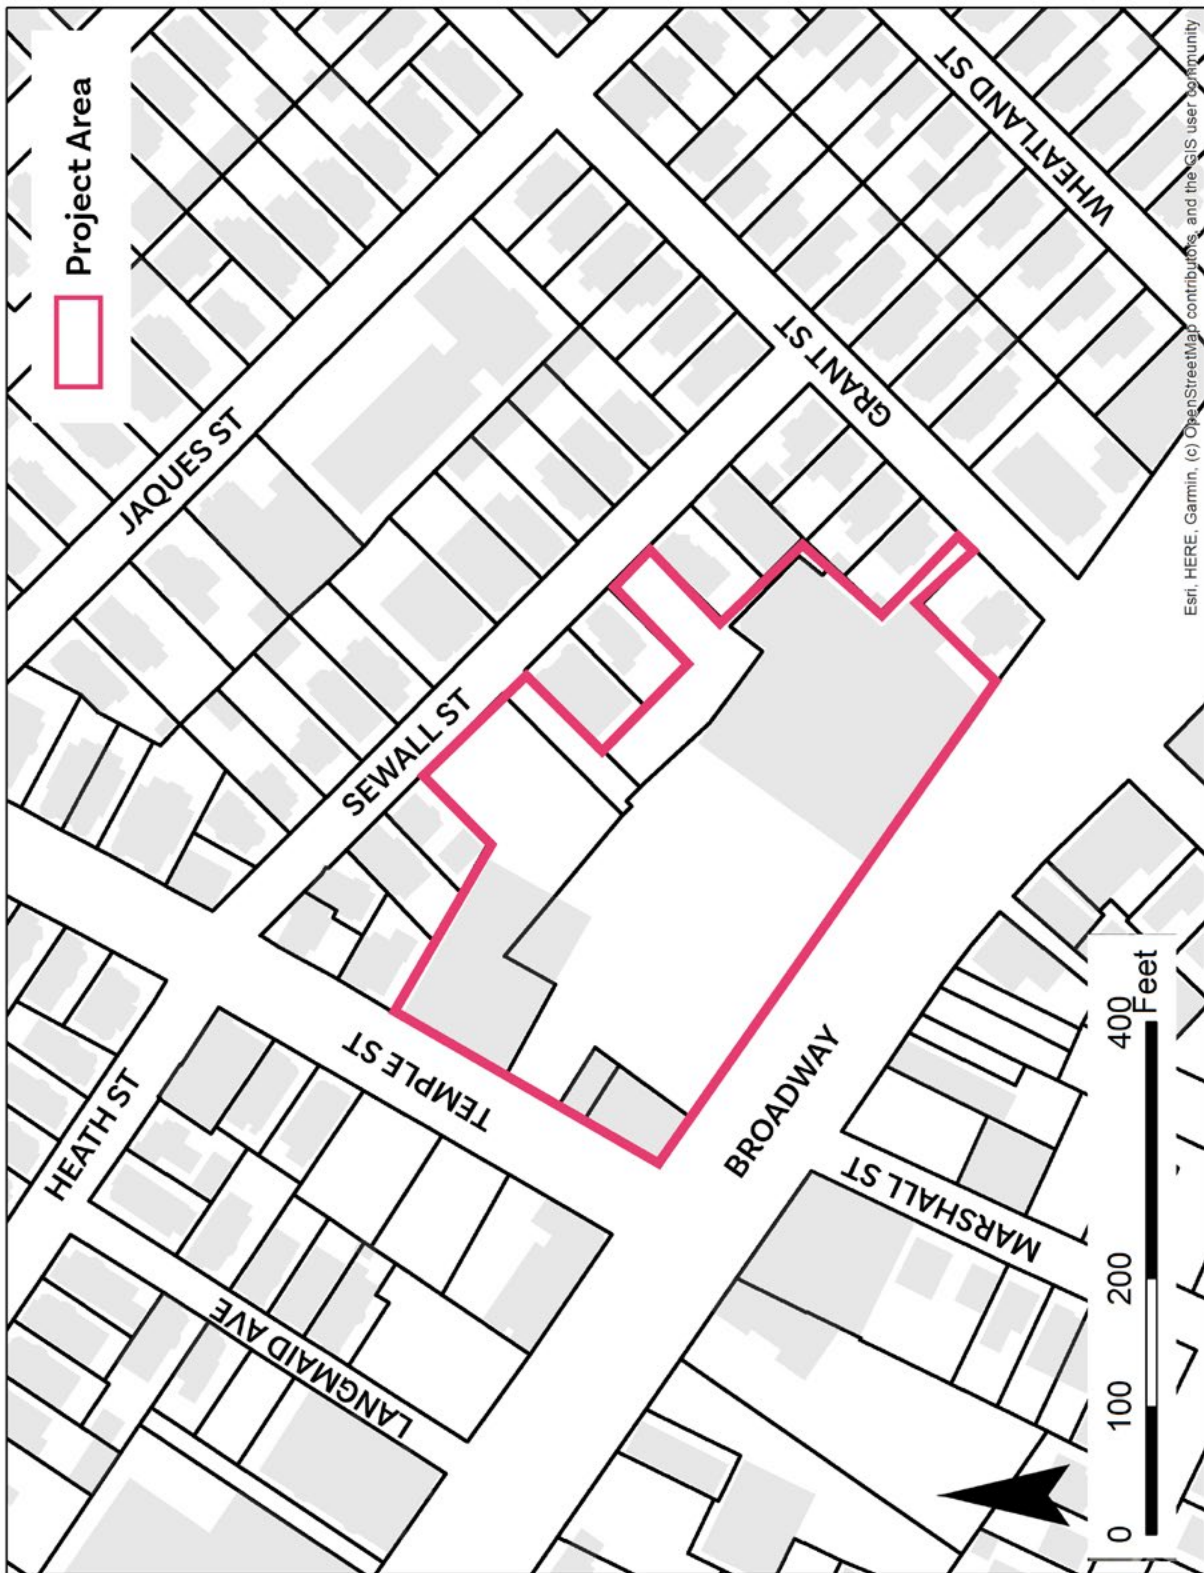 Project Area
JAQUES ST
WHEATLAND ST
GRANT ST
SEWALL ST
HEATH ST
TEMPLE ST
LANGMAID AVE
BROADWAY
MARSHALL ST
0 100 200 400
Feet
Esri, HERE, Garmin, (c) OpenStreetMap contributors, and the GIS user community